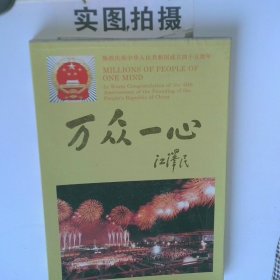 实图拍摄
热烈庆祝中华人民共和国成立四十五周年
MILLIONS OF PEOPLE OF
ONE MIND
In Warm Congratulation of the 45th
Anniversary of the Founding of the
People's Republic of China
万众一心
江泽民